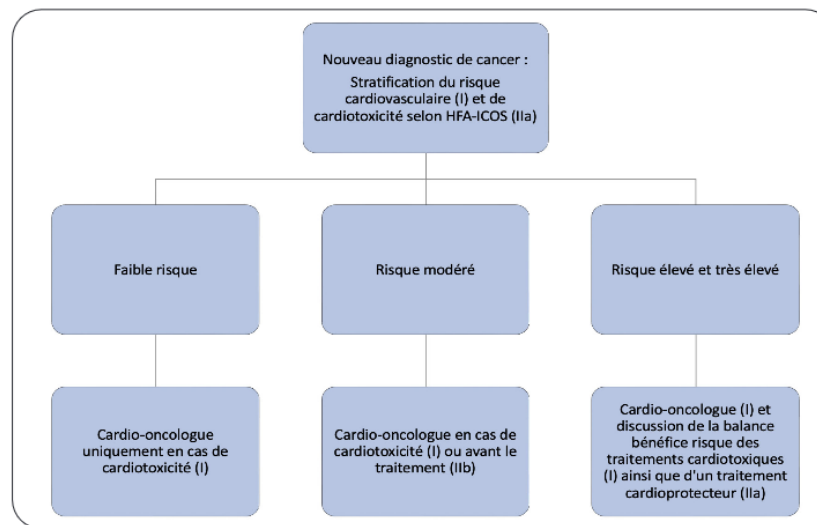 Nouveau diagnostic de cancer :
Stratification du risque
cardiovasculaire (I) et de
cardiotoxicité selon HFA-ICOS (IIa)
Faible risque
Risque modéré
Risque élevé et très élevé
Cardio-oncologue
uniquement en cas de
cardiotoxicité (I)
Cardio-oncologue en cas de
cardiotoxicité (I) ou avant le
traitement (IIb)
Cardio-oncologue (I) et
discussion de la balance
bénéfice risque des
traitements cardiotoxiques
(I) ainsi que d'un traitement
cardioprotecteur (IIa)